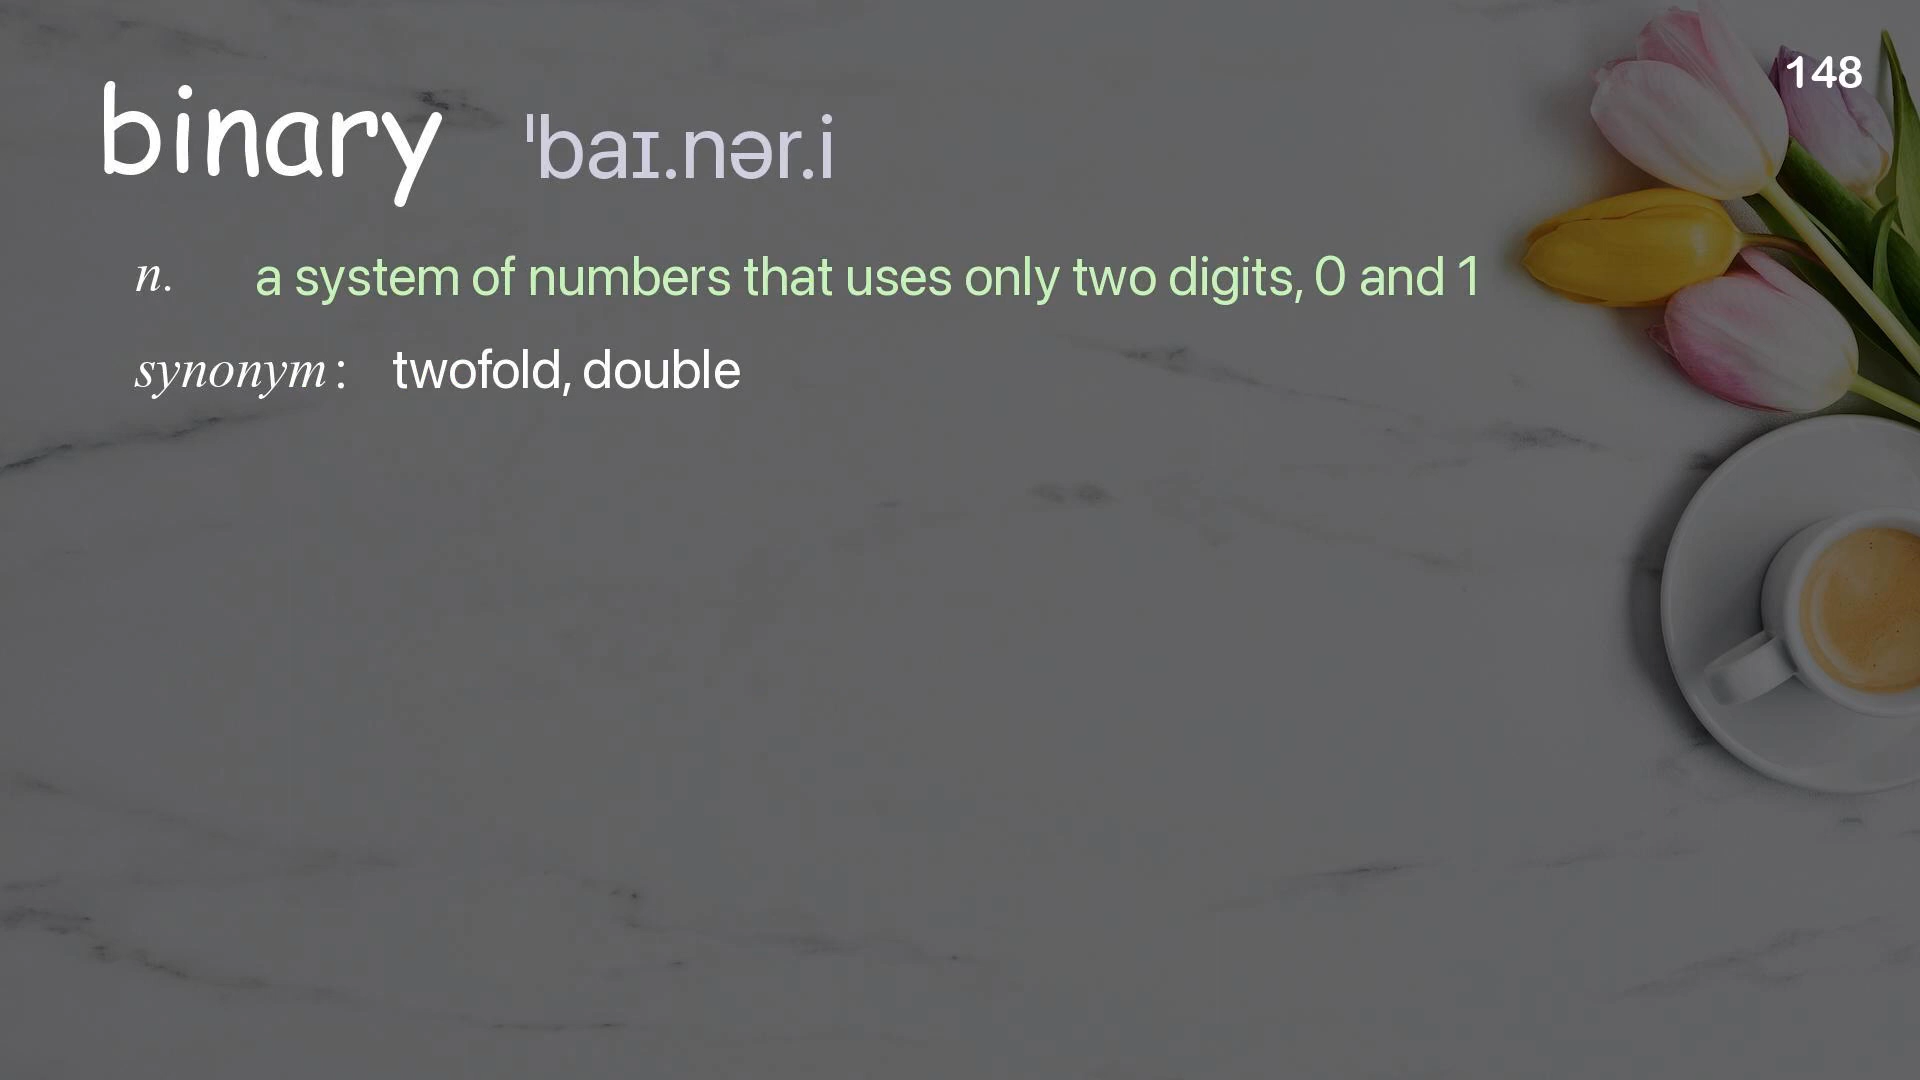 148
binary ˈbaɪ.nər.i
n. a system of numbers that uses only two digits, 0 and 1
synonym : twofold, double